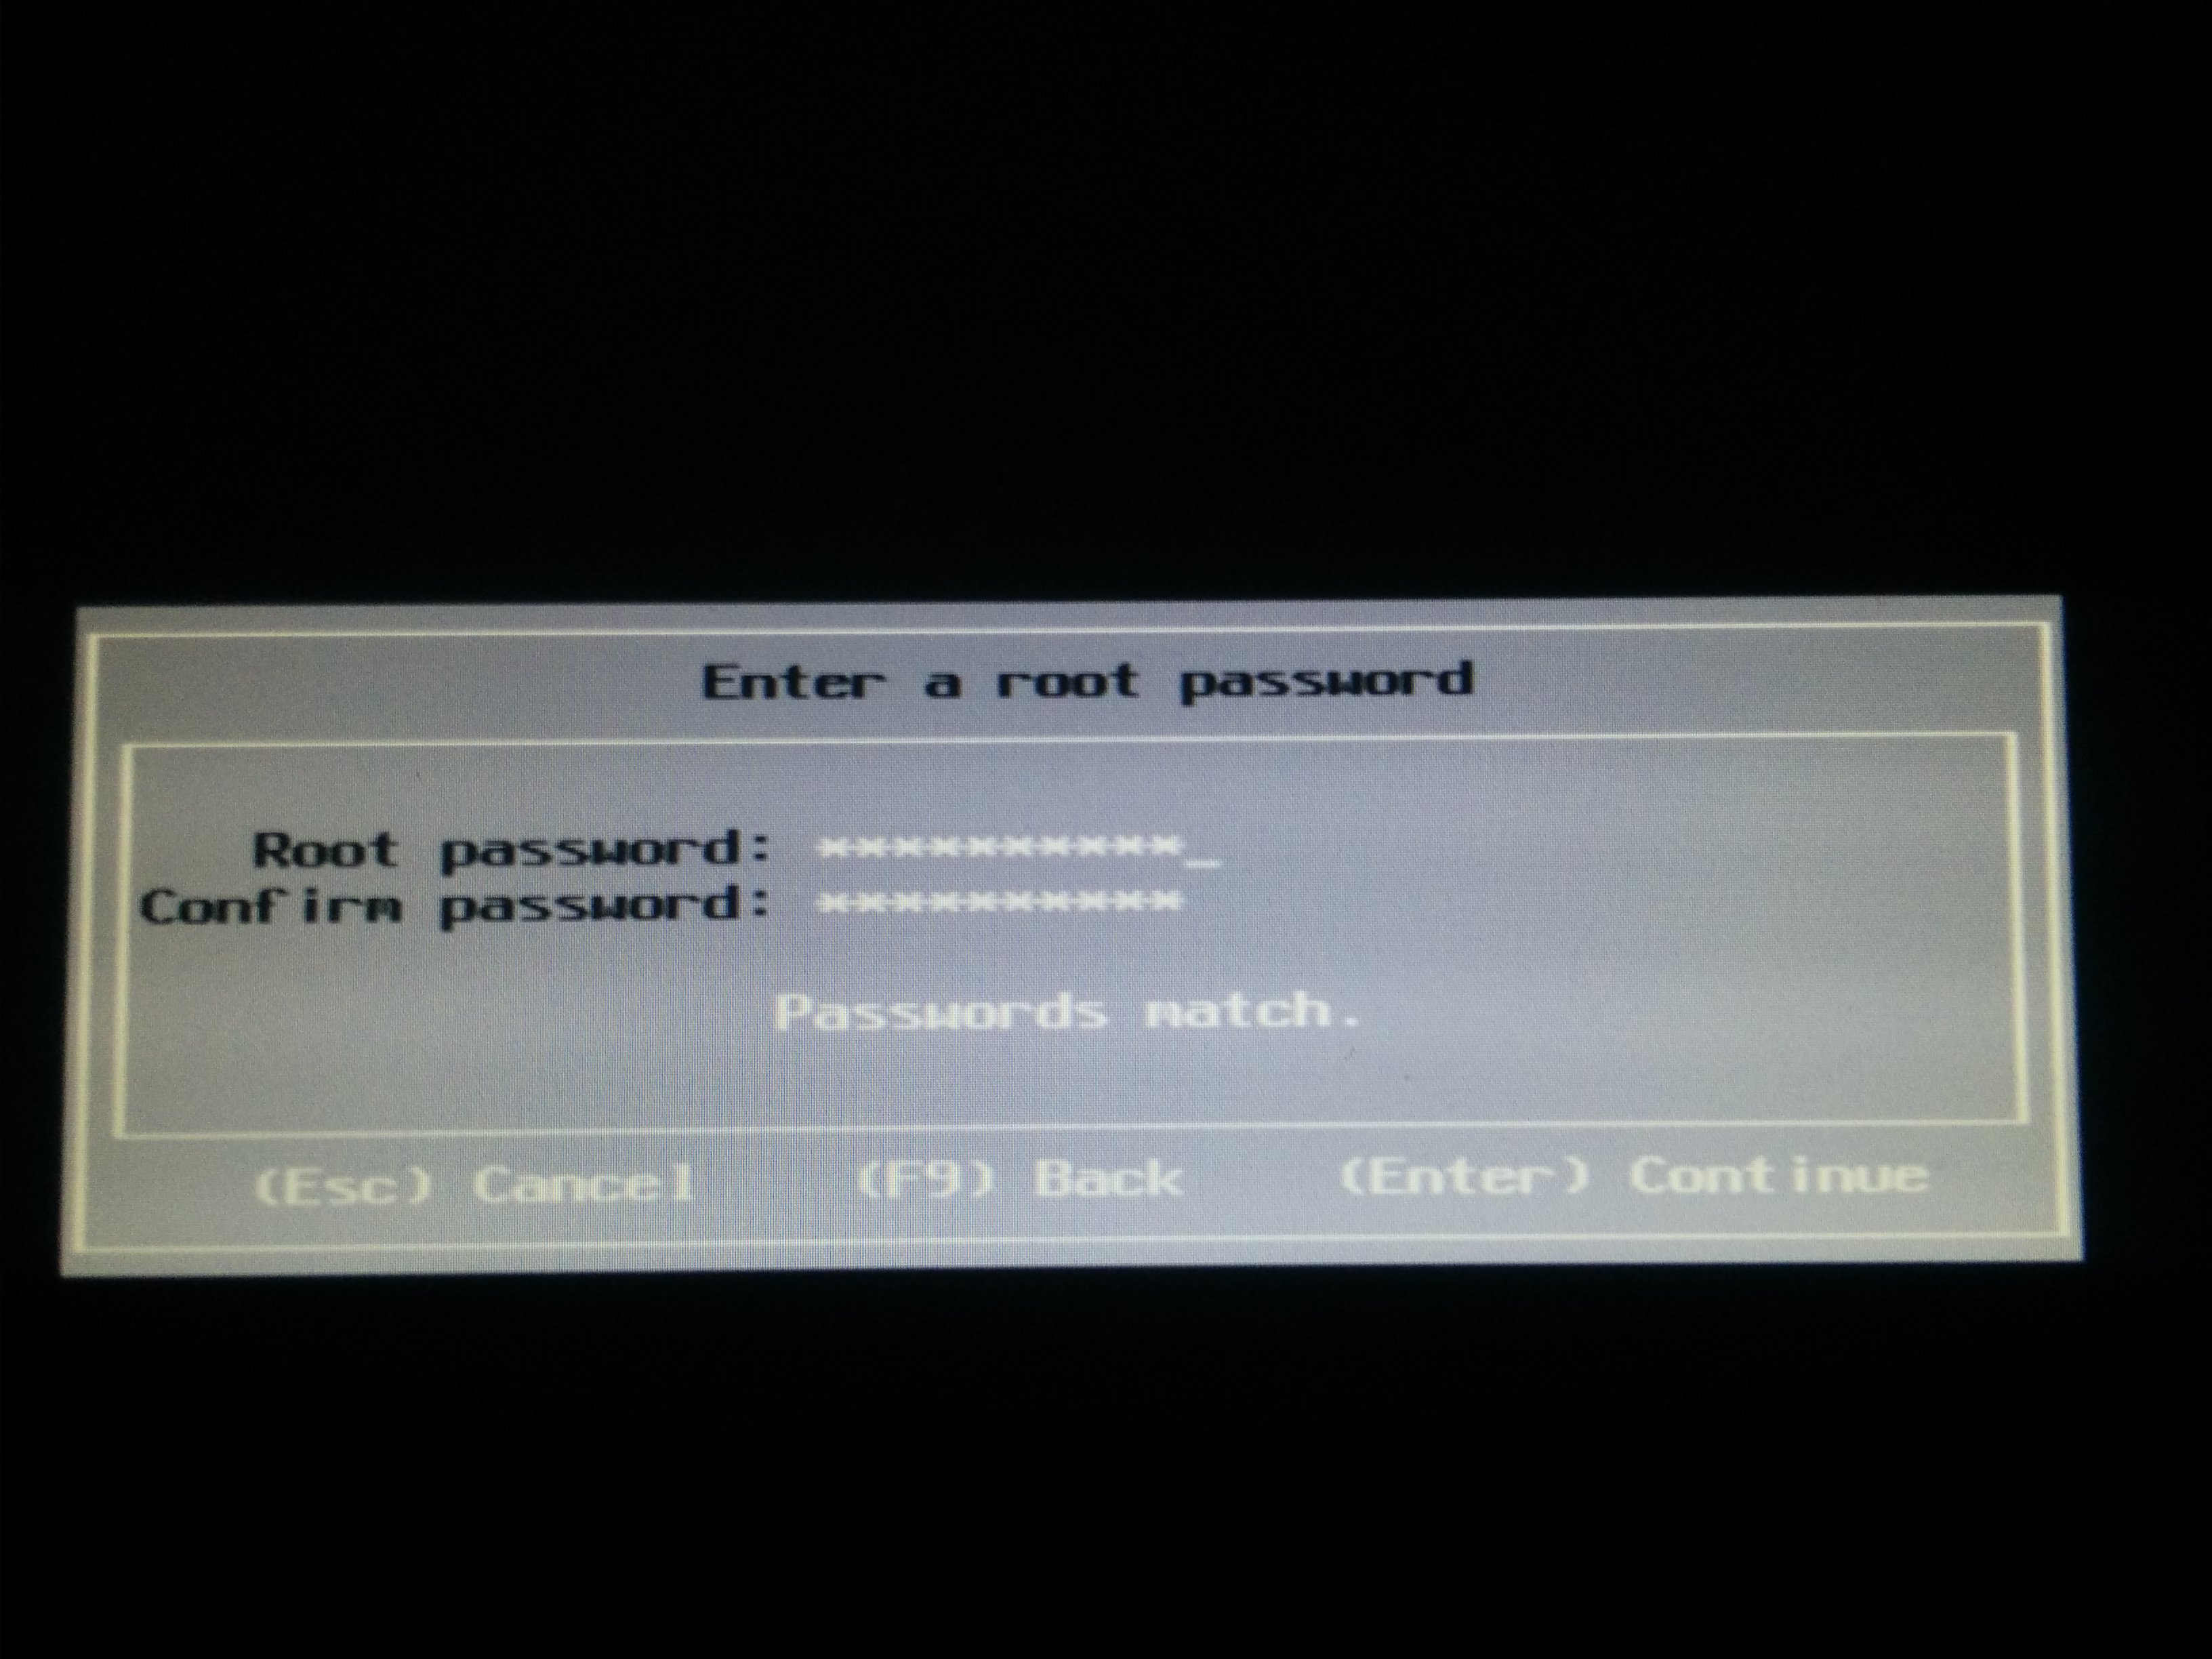 Enter a root password
Root password: **********_
Confirm password: **********
Passwords match.
(Esc) Cancel (F9) Back (Enter) Continue